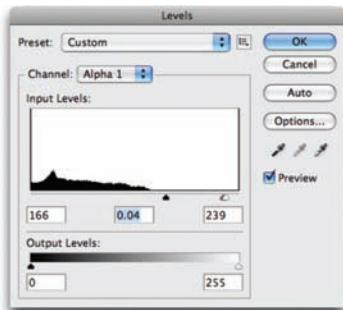 Levels
Preset: Custom
OK
Cancel
Auto
Options...
Preview
Channel: Alpha 1
Input Levels:
166 0.04 239
Output Levels:
0 255